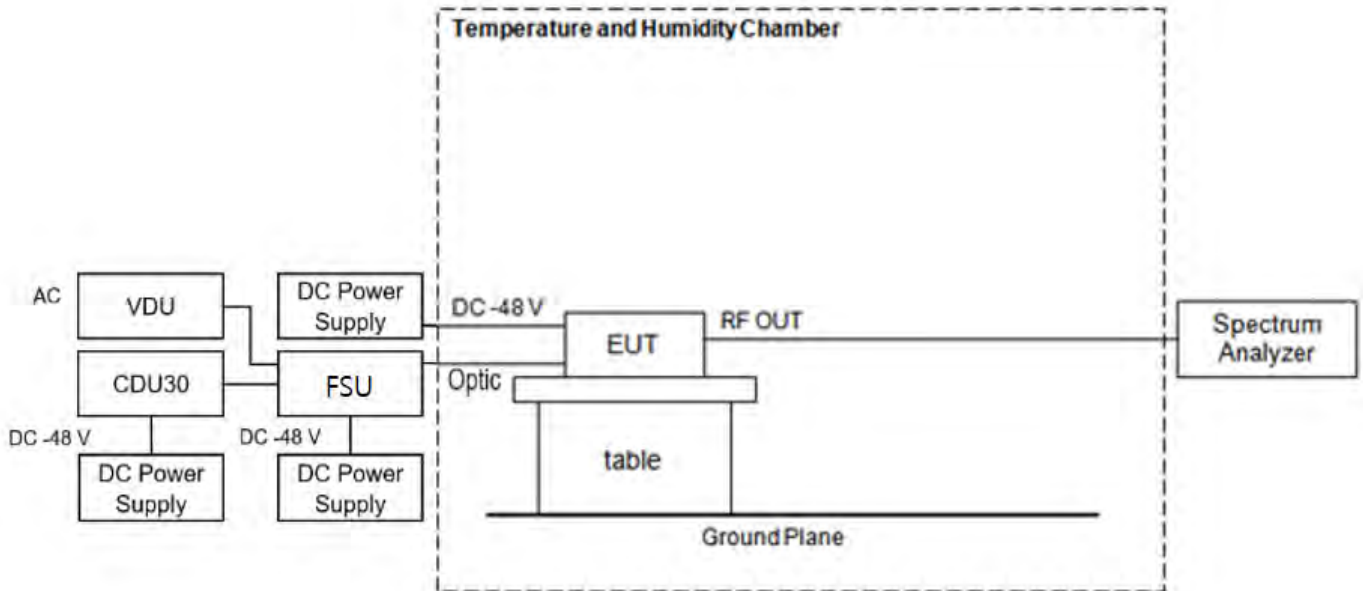 Temperature and Humidity Chamber
AC
VDU
DC Power
Supply
DC -48 V
EUT
RF OUT
Spectrum
Analyzer
CDU30
FSU
Optic
DC -48 V
DC -48 V
table
DC Power
Supply
DC Power
Supply
Ground Plane